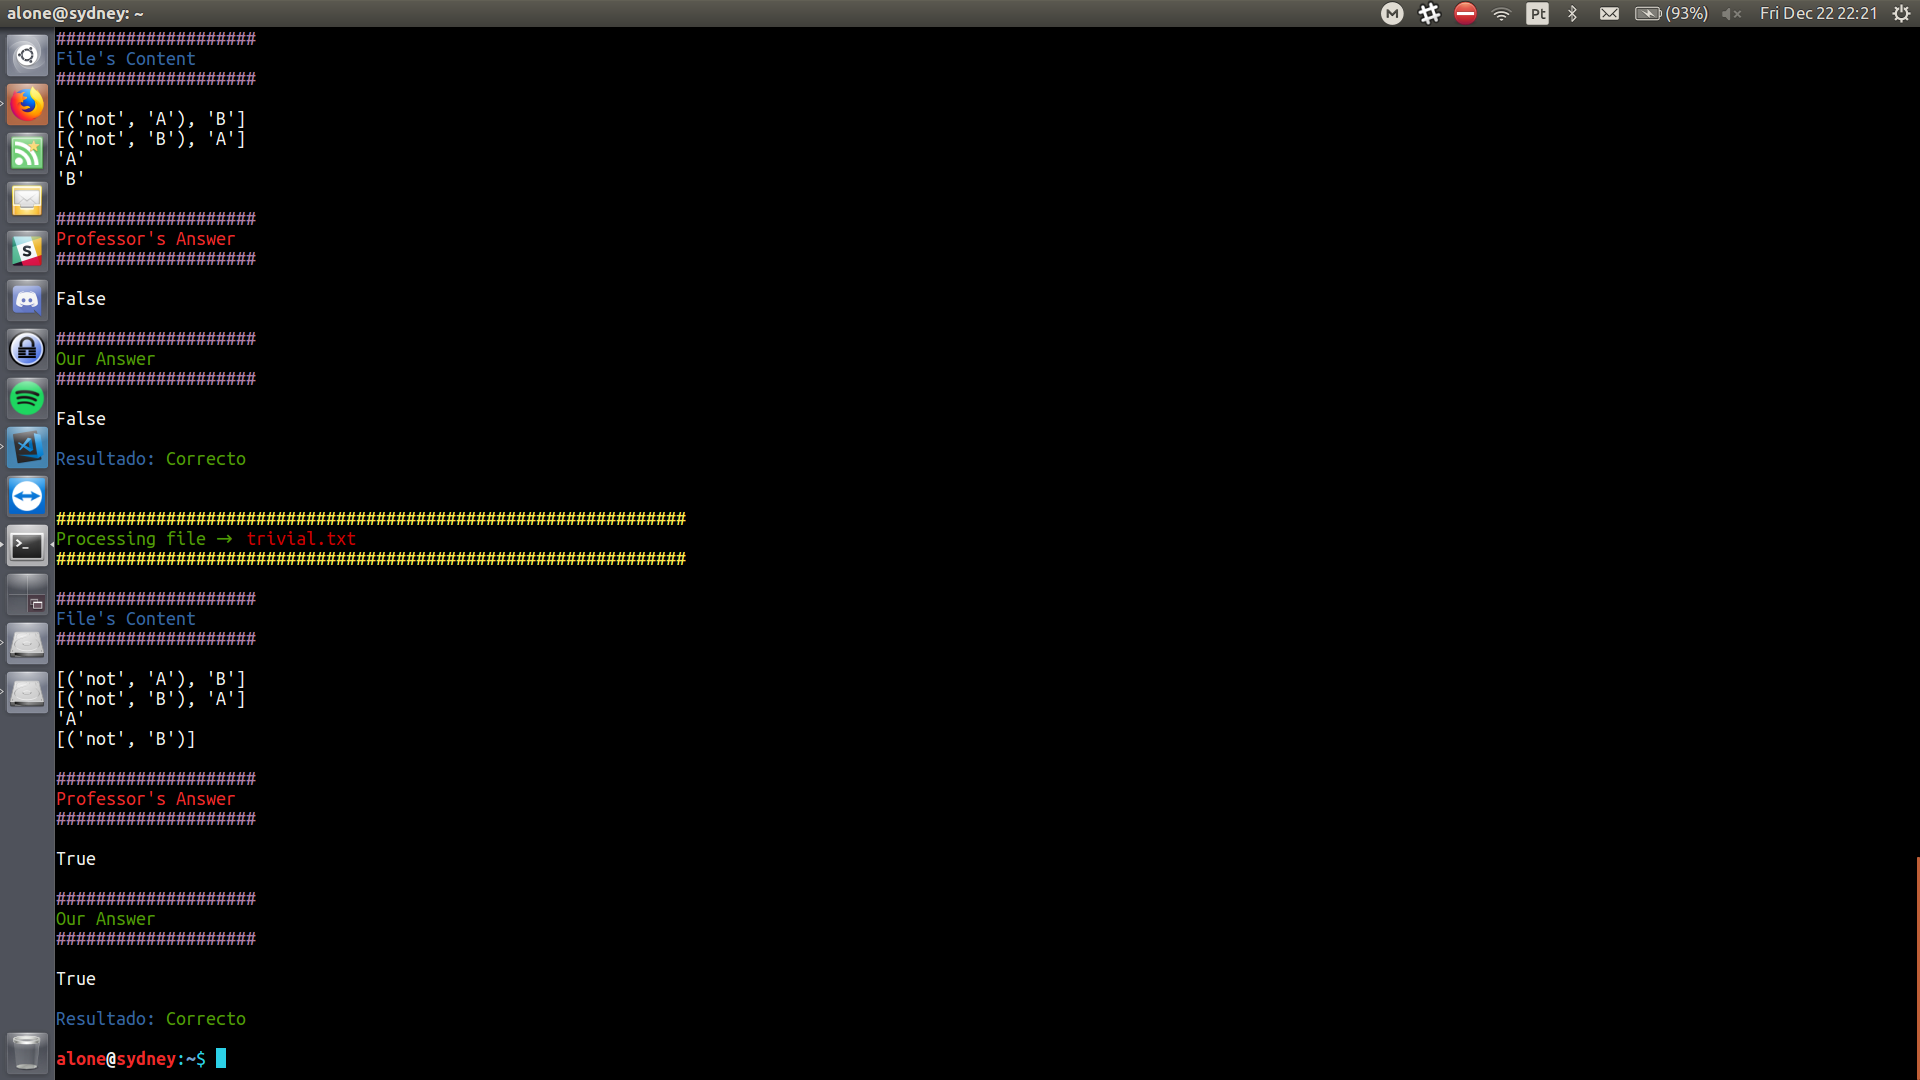 alone@sydney: ~
Pt
(93%)
Fri Dec 22 22:21
####################
File's Content
####################
[('not', 'A'), 'B']
[('not', 'B'), 'A']
'A'
'B'
####################
Professor's Answer
####################
False
####################
Our Answer
####################
False
Resultado: Correcto
###############################################################
Processing file → trivial.txt
###############################################################
####################
File's Content
####################
[('not', 'A'), 'B']
[('not', 'B'), 'A']
'A'
[('not', 'B')]
####################
Professor's Answer
####################
True
####################
Our Answer
####################
True
Resultado: Correcto
alone@sydney:~$